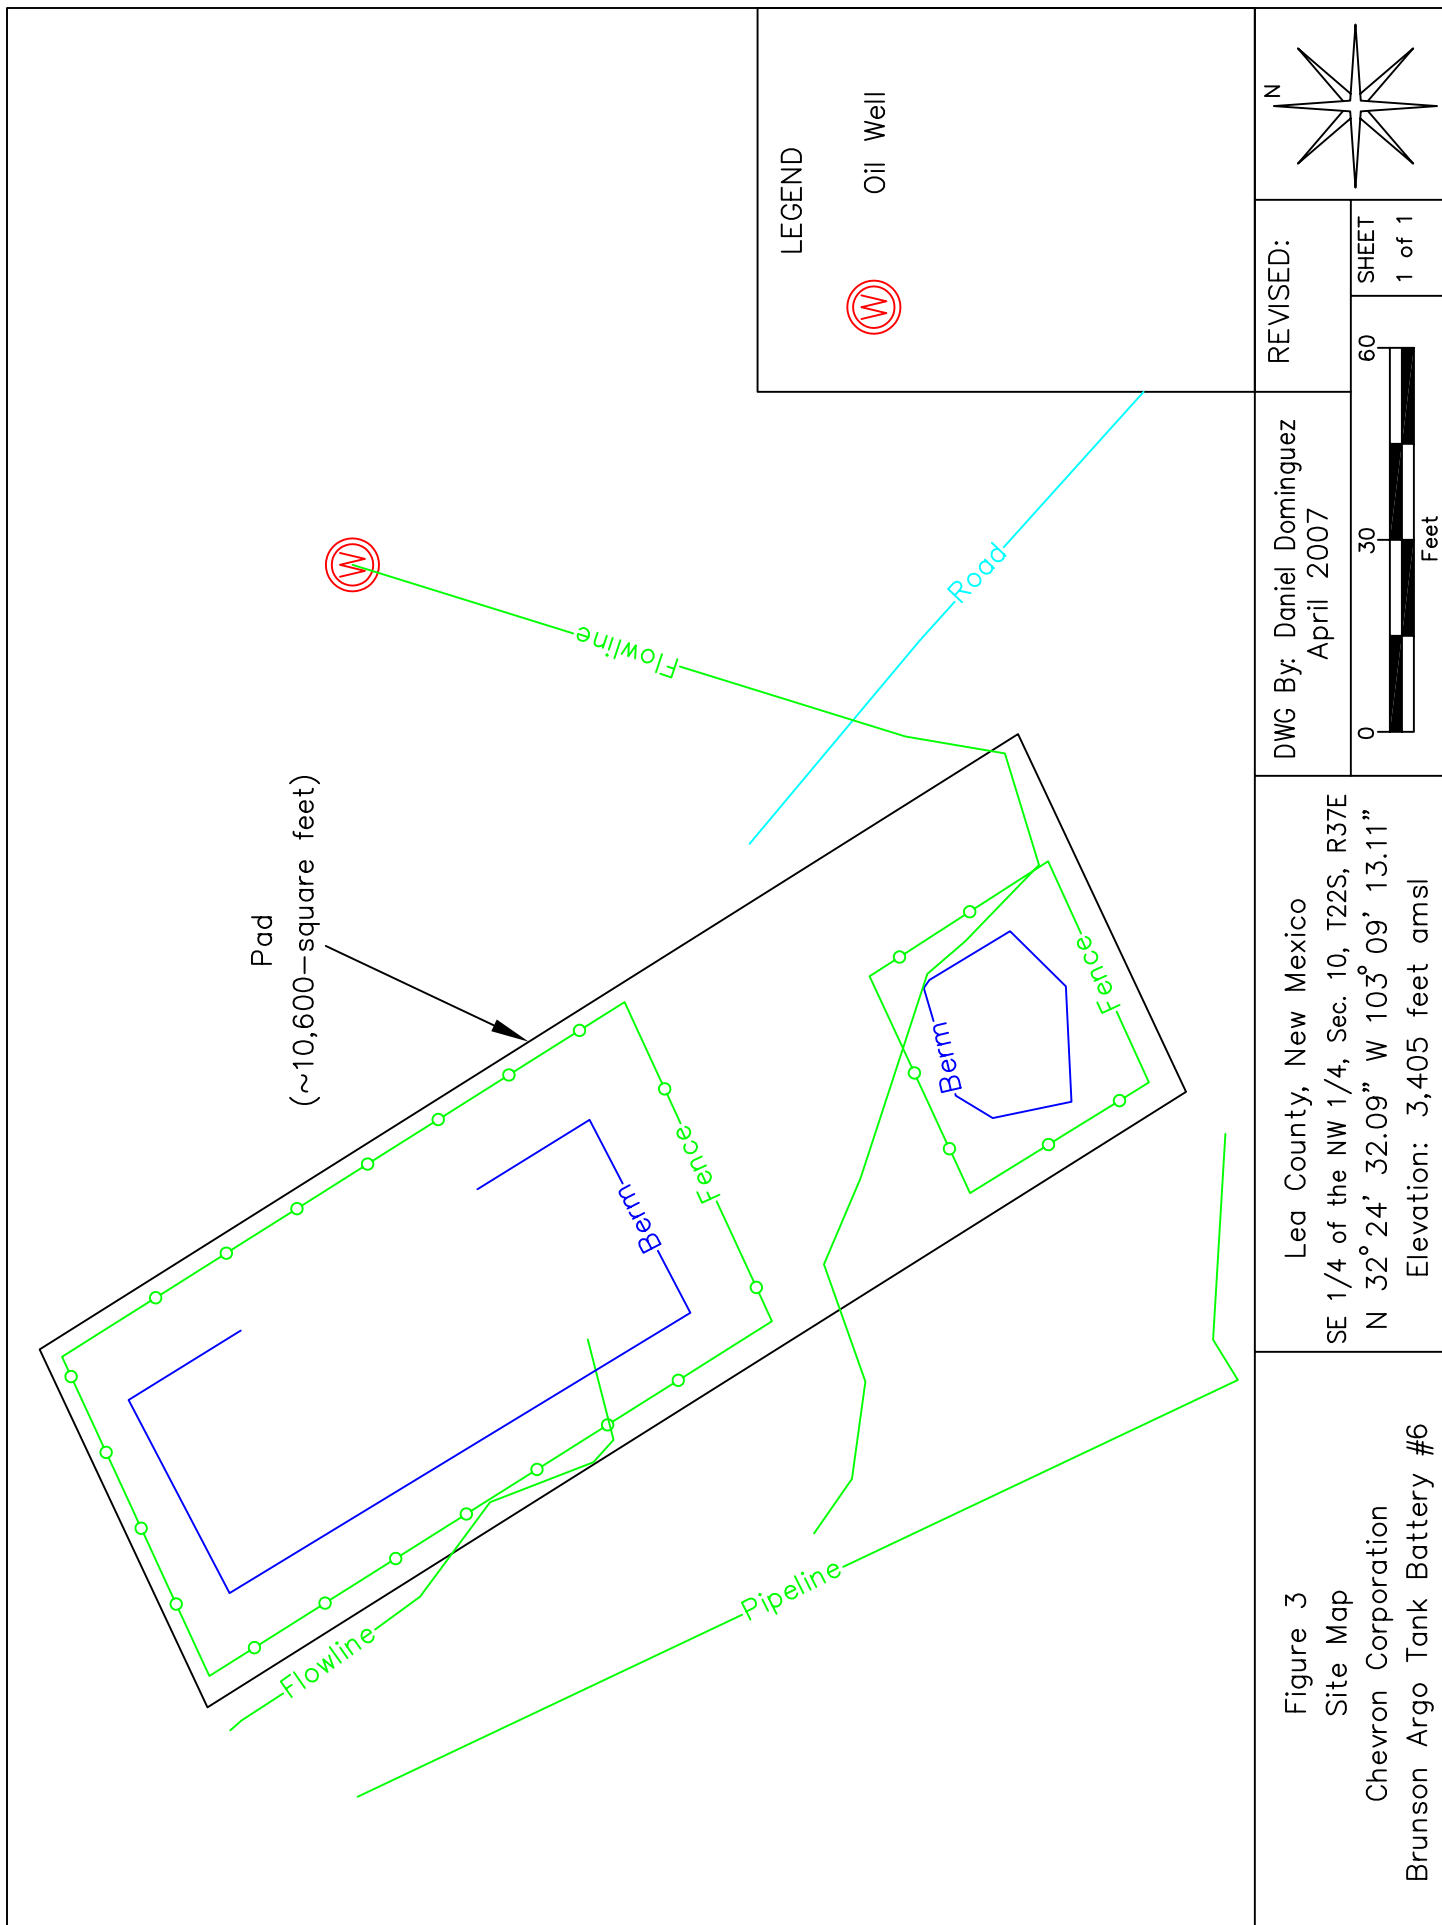 Pad
(~10,600-square feet)
Flowline
Road
Fence
Berm
Berm
Fence
Flowline
Pipeline
W
LEGEND
W Oil Well
Figure 3
Site Map
Chevron Corporation
Brunson Argo Tank Battery #6
Lea County, New Mexico
SE 1/4 of the NW 1/4, Sec. 10, T22S, R37E
N 32° 24' 32.09" W 103° 09' 13.11"
Elevation: 3,405 feet amsl
DWG By: Daniel Dominguez
April 2007
REVISED:
0 30 60
Feet
SHEET
1 of 1
N